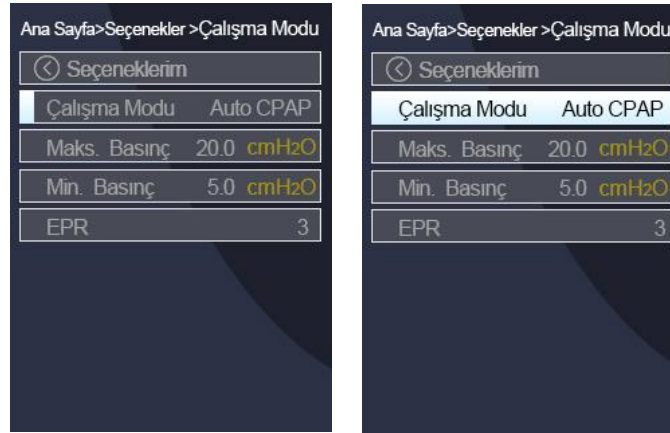 Ana Sayfa>Seçenekler >Çalışma Modu
Seçeneklerim
Çalışma Modu Auto CPAP
Maks. Basınç 20.0 cmH2O
Min. Basınç 5.0 cmH2O
EPR 3
Ana Sayfa>Seçenekler >Çalışma Modu
Seçeneklerim
Çalışma Modu Auto CPAP
Maks. Basınç 20.0 cmH2O
Min. Basınç 5.0 cmH2O
EPR 3